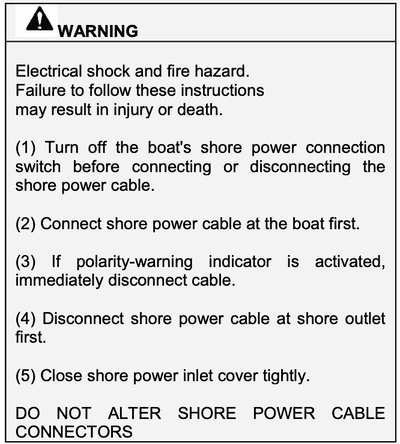 WARNING
Electrical shock and fire hazard.
Failure to follow these instructions
may result in injury or death.
(1) Turn off the boat's shore power connection
switch before connecting or disconnecting the
shore power cable.
(2) Connect shore power cable at the boat first.
(3) If polarity-warning indicator is activated,
immediately disconnect cable.
(4) Disconnect shore power cable at shore outlet
first.
(5) Close shore power inlet cover tightly.
DO NOT ALTER SHORE POWER CABLE
CONNECTORS